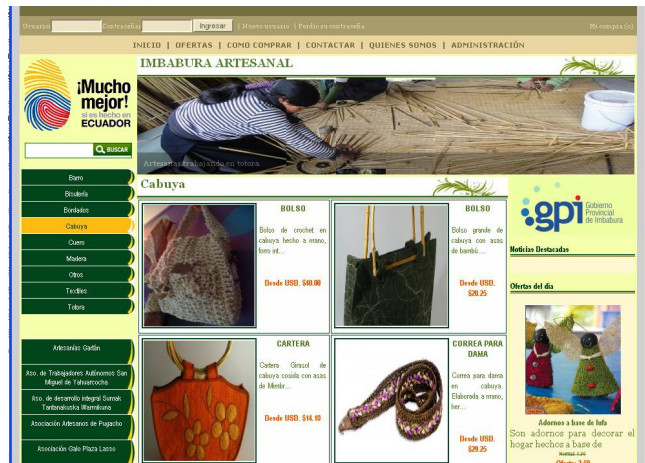 Usuario: Contraseña: Ingresar | Nuevo usuario | Perdio su contraseña Mi compra (0)
INICIO | OFERTAS | COMO COMPRAR | CONTACTAR | QUIENES SOMOS | ADMINISTRACIÓN
¡Mucho
mejor!
si es hecho en
ECUADOR
BUSCAR
Barro
Bisutería
Bordados
Cabuya
Cuero
Madera
Otros
Textiles
Totora
Artesanías Gartán
Aso. de Trabajadores Autónomos San
Miguel de Yahuarcocha
Aso. de desarrollo integral Sumak
Tantanakuska Warmikuna
Asociación Artesanos de Pugacho
Asociación Galo Plaza Lasso
IMBABURA ARTESANAL
Artesanas trabajando en totora
Cabuya
BOLSO
Bolso de crochet en
cabuya hecho a mano,
forro int...
Desde USD. $40.00
BOLSO
Bolso grande de
cabuya con asas
de bambú....
Desde USD.
$20.25
CARTERA
Cartera Girasol de
cabuya cosida con asas
de Mimbr...
Desde USD. $14.10
CORREA PARA
DAMA
Correa para dama
en cabuya.
Elaborada a mano,
her...
Desde USD.
$29.25
gpi Gobierno
Provincial
de Imbabura
Noticias Destacadas
Ofertas del día
Adornos a base de lufa
Son adornos para decorar el
hogar hechos a base de